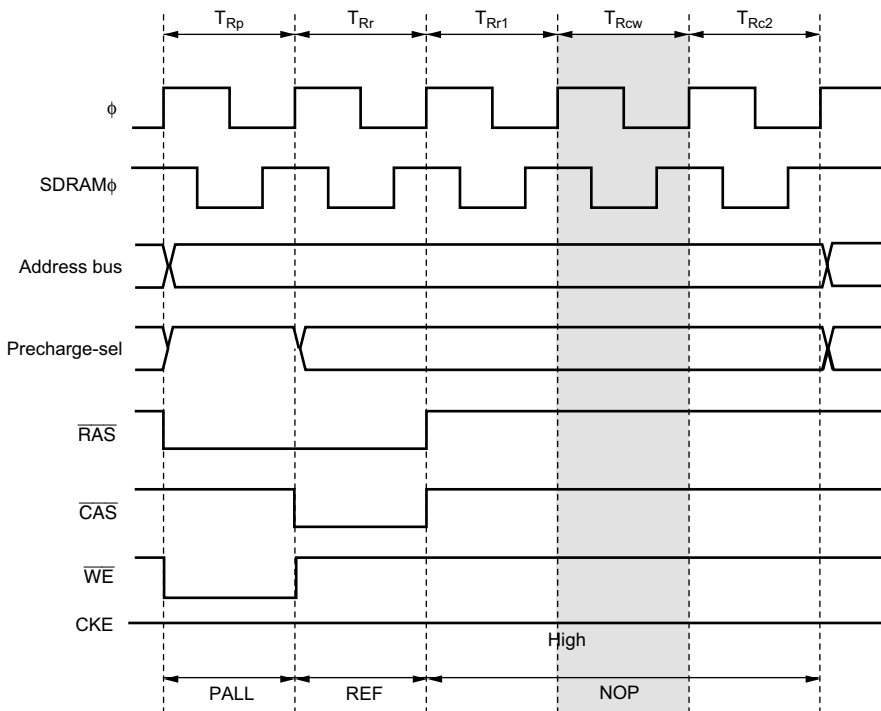 TRp TRr TRr1 TRcw TRc2
ϕ
SDRAMϕ
Address bus
Precharge-sel
RAS
CAS
WE
CKE
High
PALL REF NOP